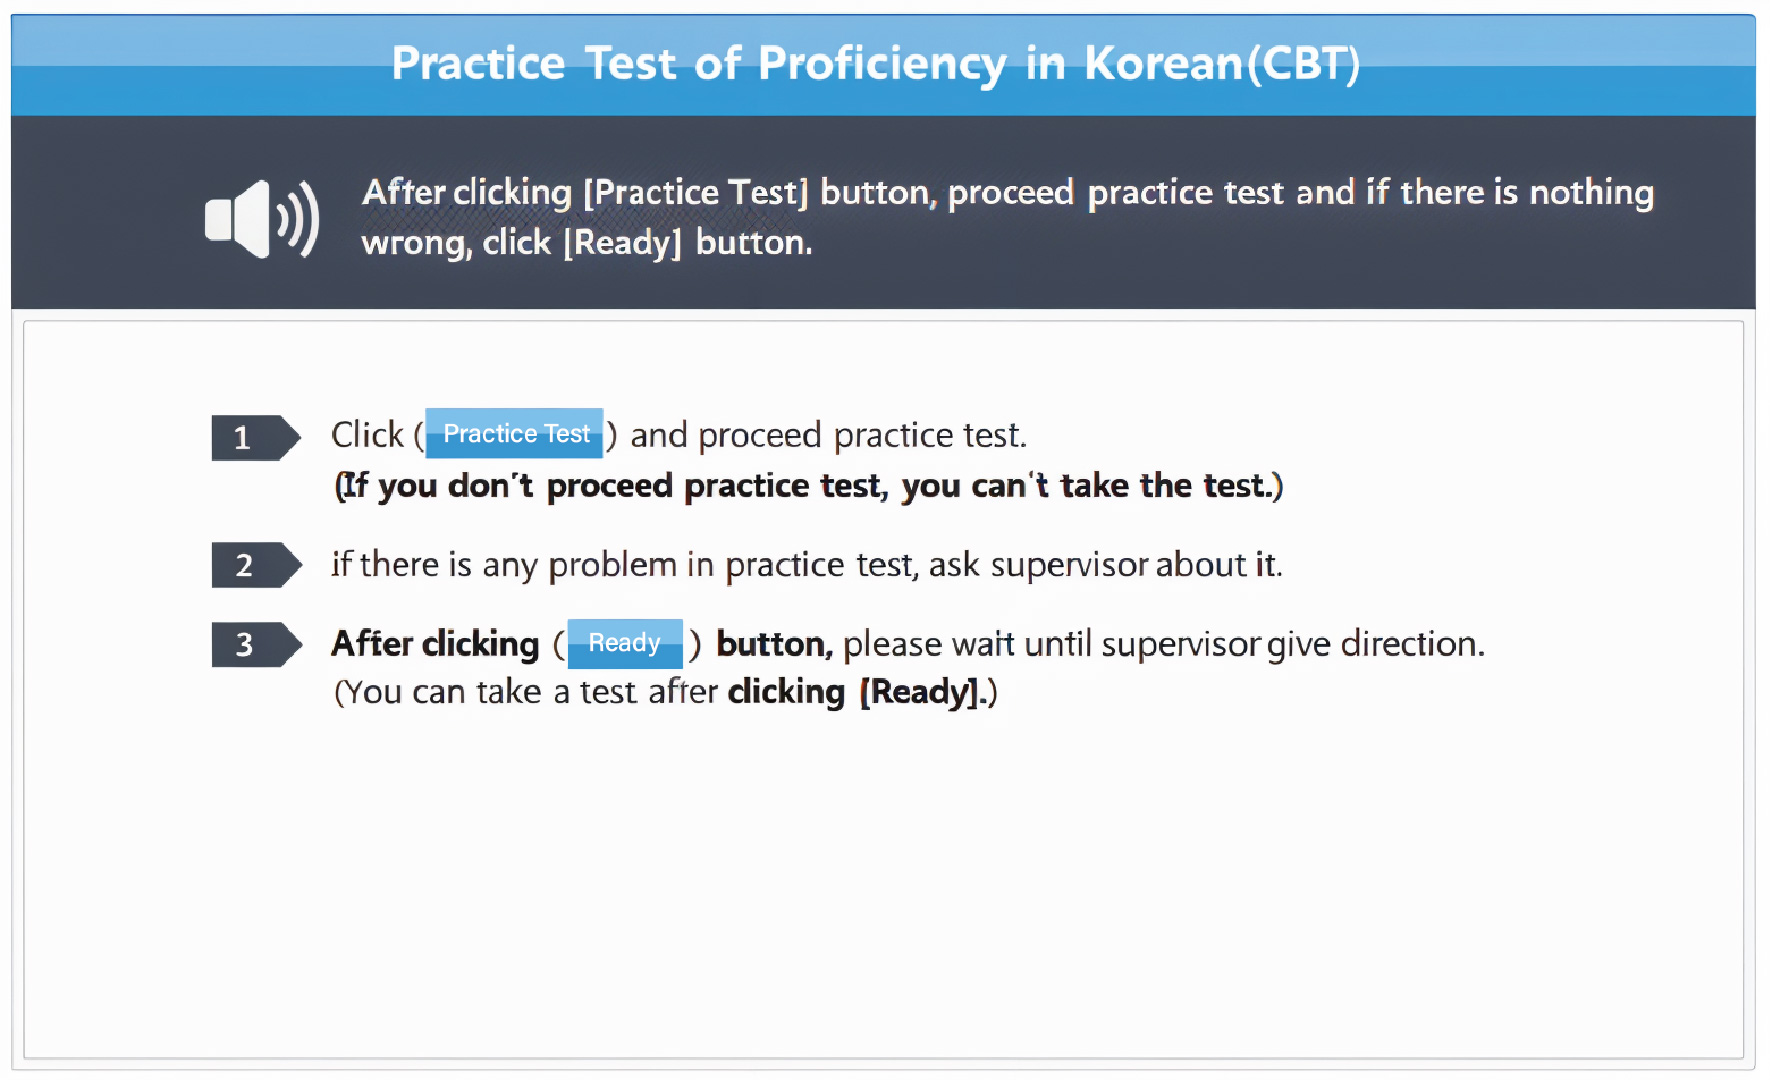 Practice Test of Proficiency in Korean(CBT)
After clicking [Practice Test] button, proceed practice test and if there is nothing
wrong, click [Ready] button.
1 Click ( Practice Test ) and proceed practice test.
(If you don't proceed practice test, you can't take the test.)
2 if there is any problem in practice test, ask supervisor about it.
3 After clicking ( Ready ) button, please wait until supervisor give direction.
(You can take a test after clicking [Ready].)